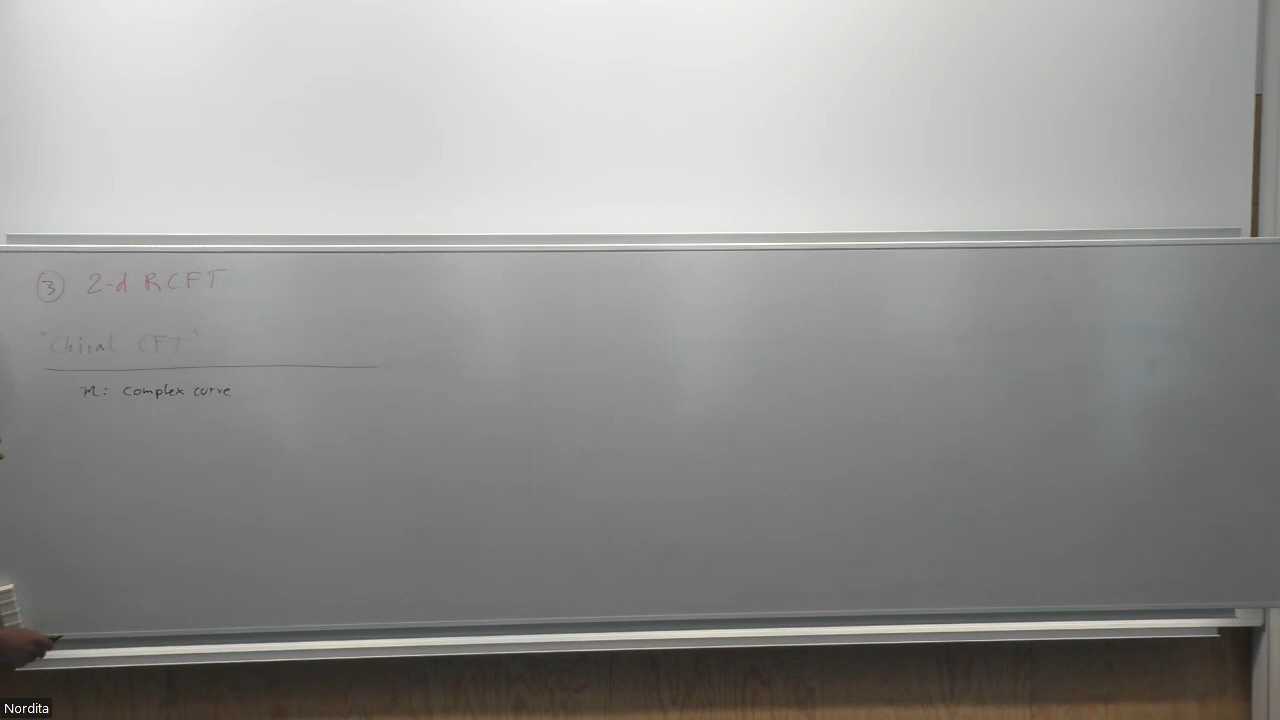 ③ 2-d RCFT
"Chiral CFT"
M: complex curve
Nordita